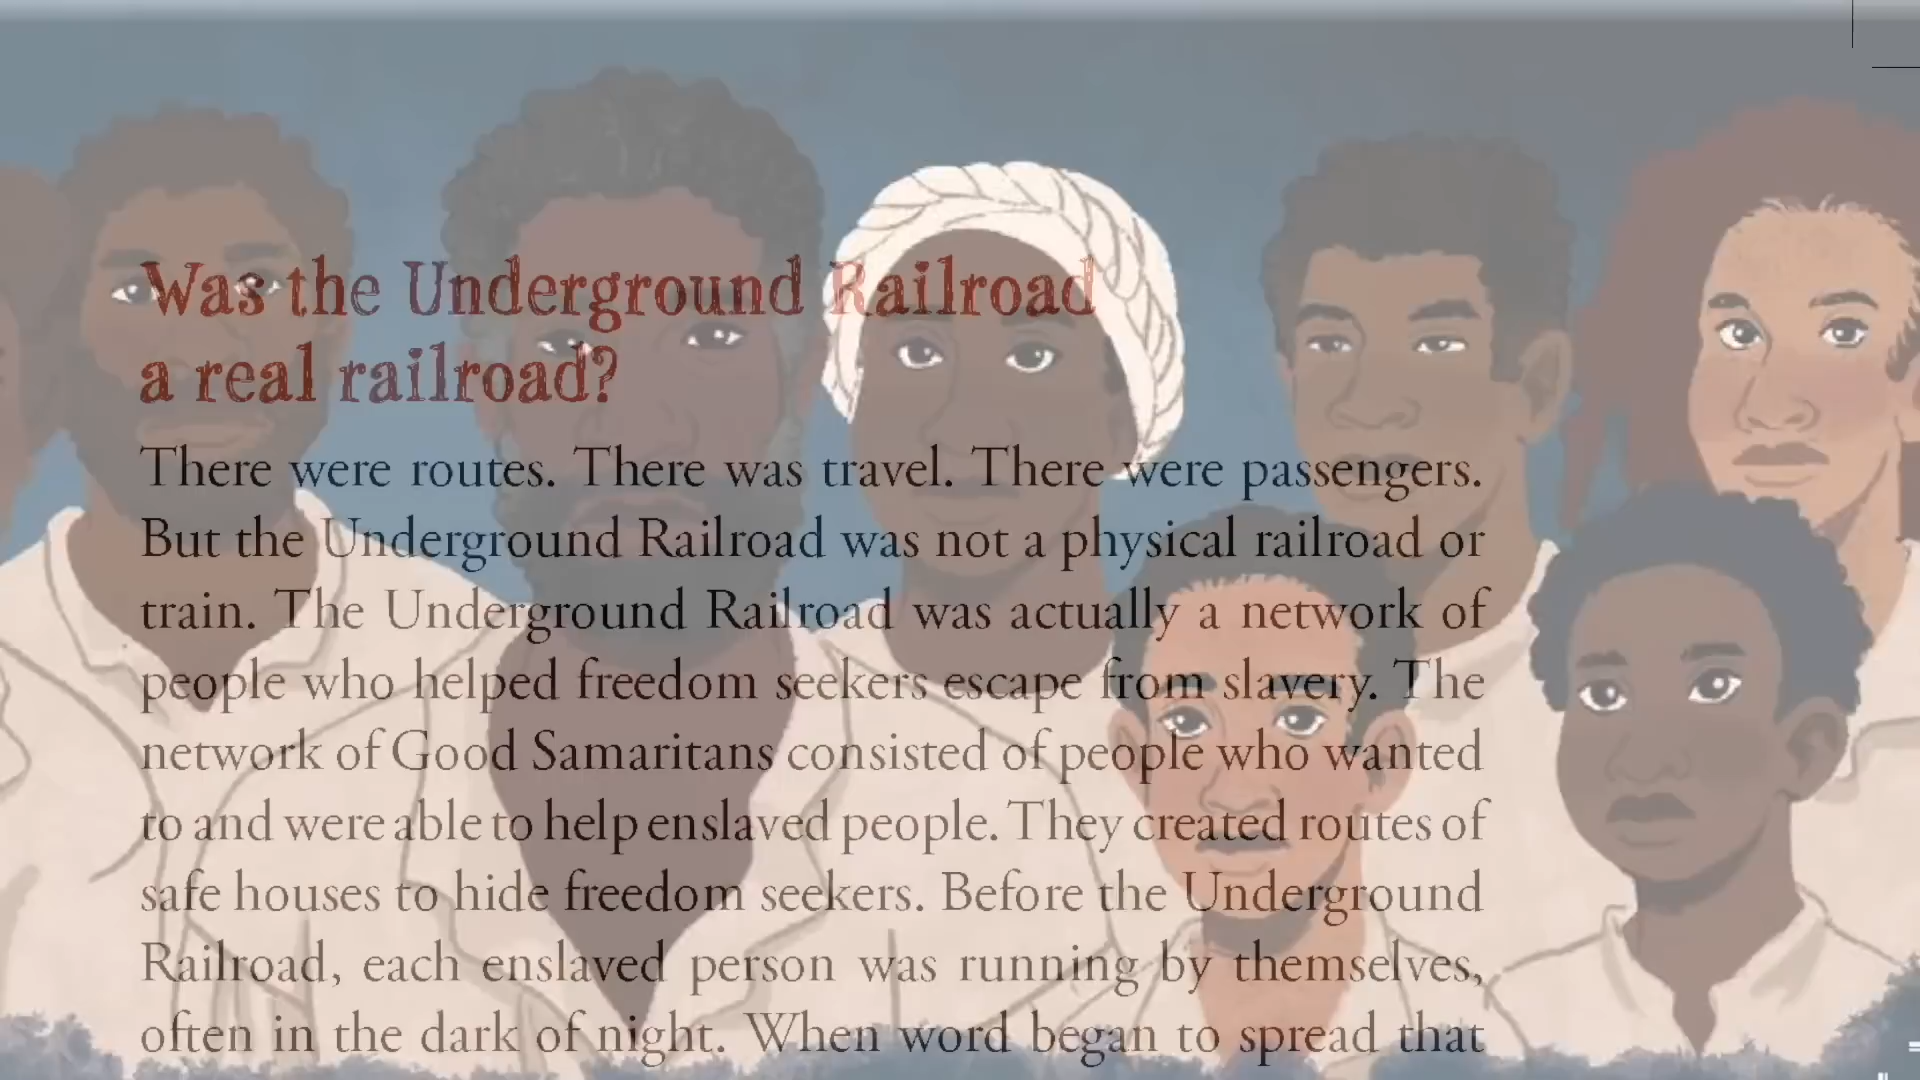 Was the Underground Railroad
a real railroad?
There were routes. There was travel. There were passengers.
But the Underground Railroad was not a physical railroad or
train. The Underground Railroad was actually a network of
people who helped freedom seekers escape from slavery. The
network of Good Samaritans consisted of people who wanted
to and were able to help enslaved people. They created routes of
safe houses to hide freedom seekers. Before the Underground
Railroad, each enslaved person was running by themselves,
often in the dark of night. When word began to spread that